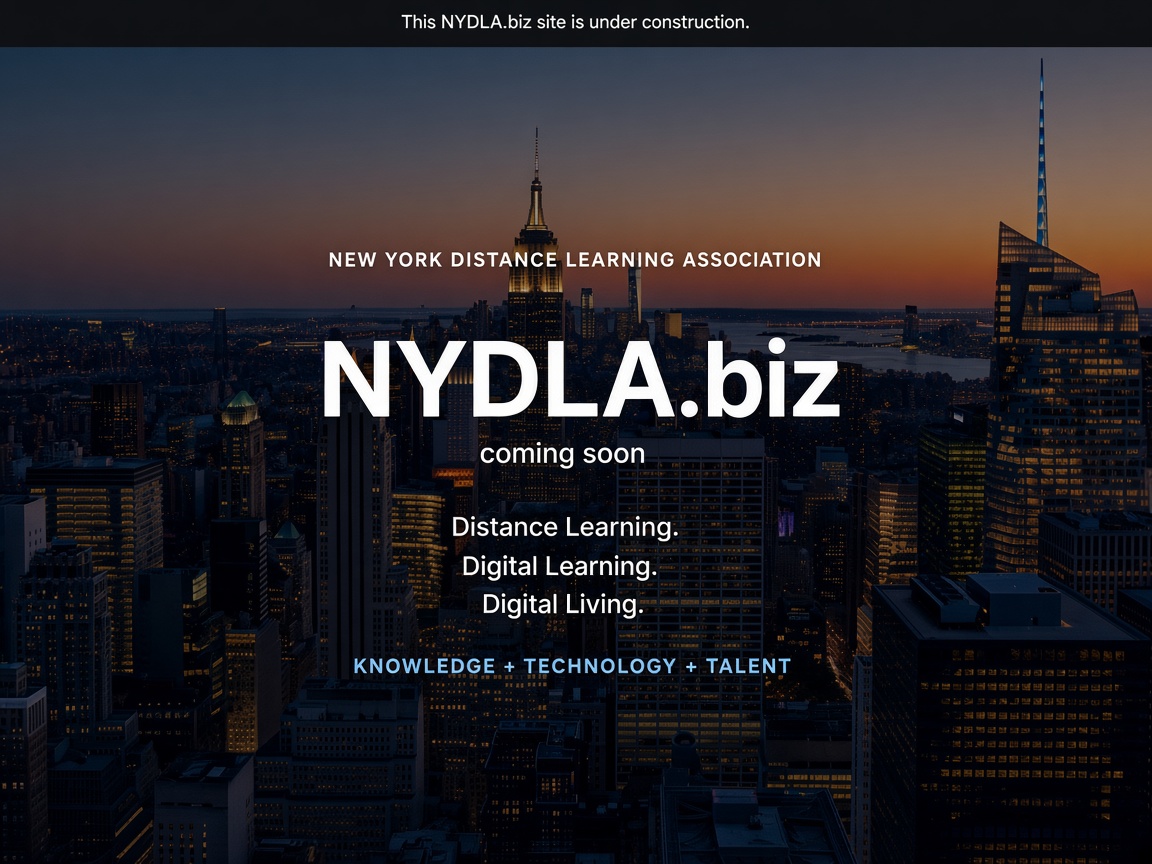 This NYDLA.biz site is under construction.
NEW YORK DISTANCE LEARNING ASSOCIATION
NYDLA.biz
coming soon
Distance Learning.
Digital Learning.
Digital Living.
KNOWLEDGE + TECHNOLOGY + TALENT